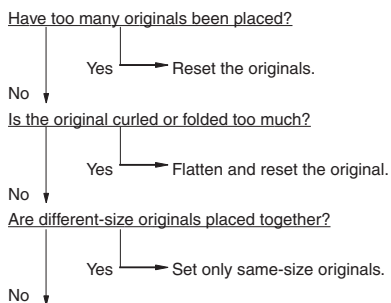 Have too many originals been placed?
Yes Reset the originals.
No
Is the original curled or folded too much?
Yes Flatten and reset the original.
No
Are different-size originals placed together?
Yes Set only same-size originals.
No